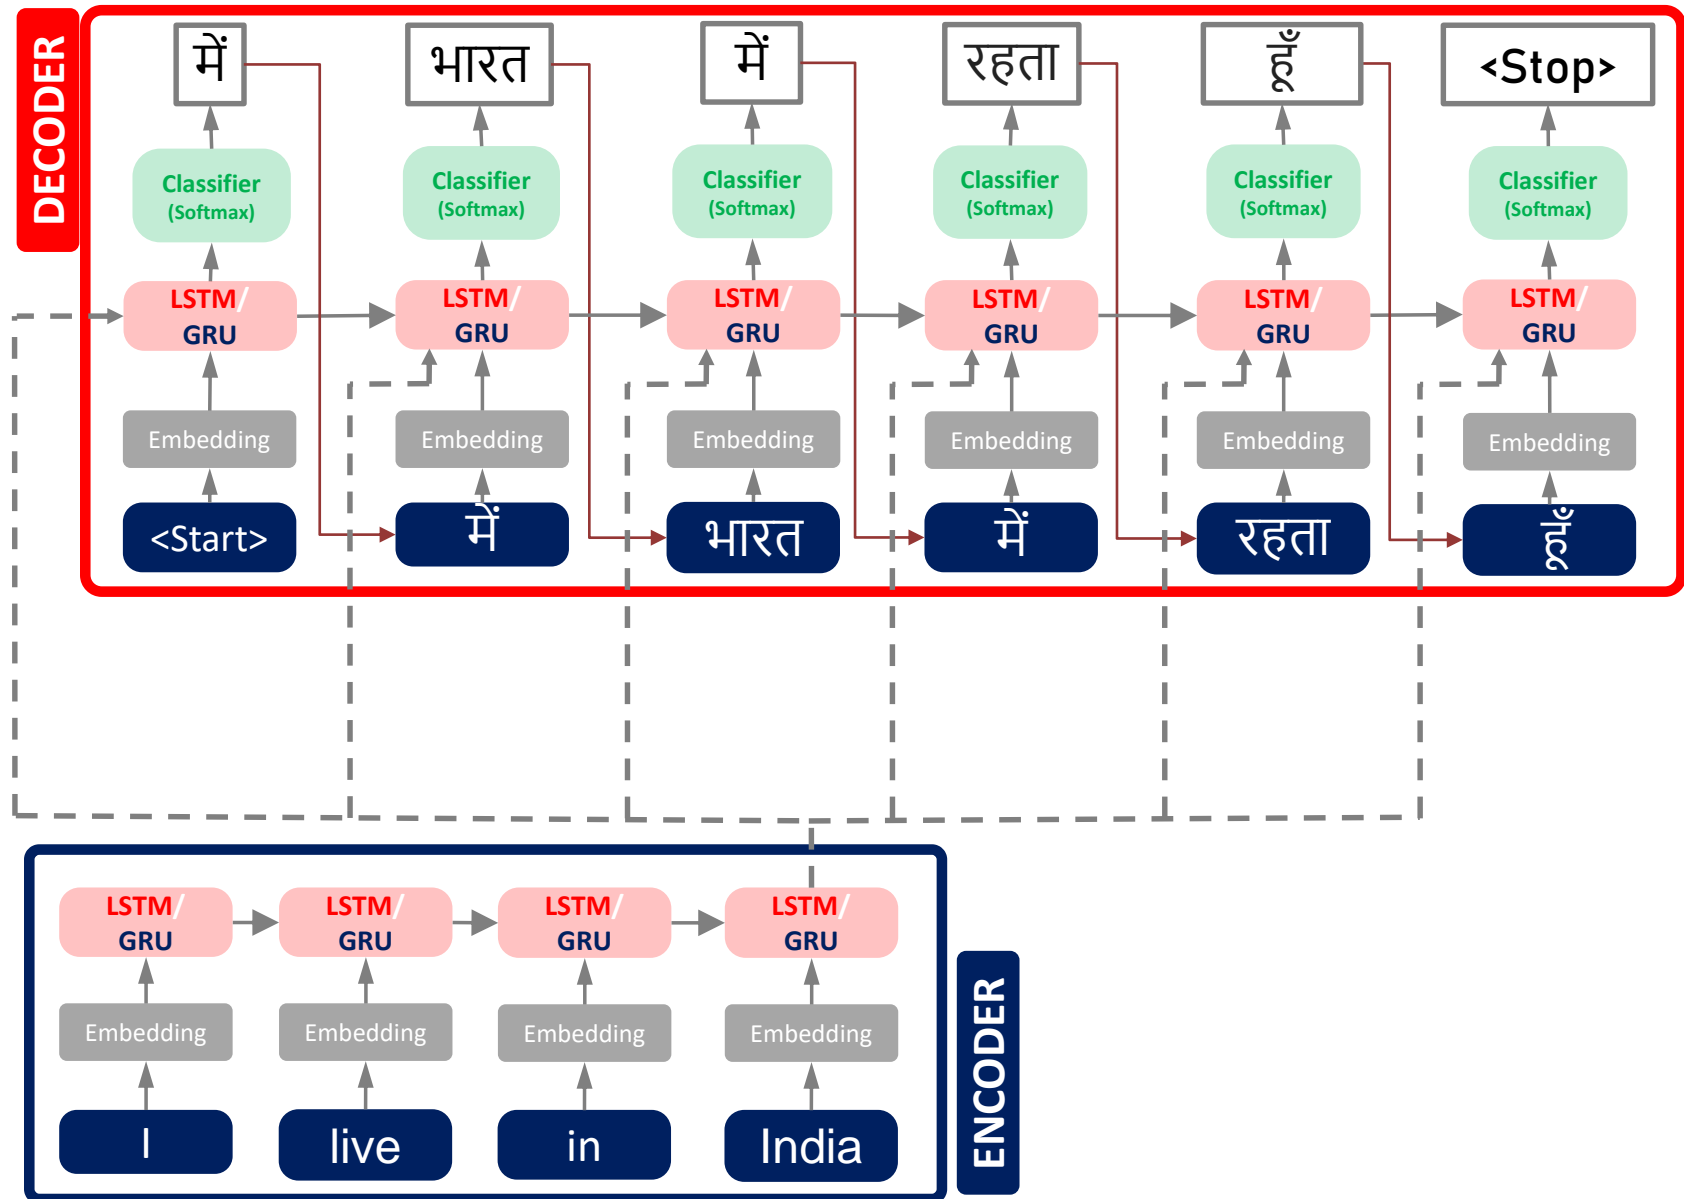 DECODER
में भारत में रहता हूँ <Stop>
Classifier Classifier Classifier Classifier Classifier Classifier
(Softmax) (Softmax) (Softmax) (Softmax) (Softmax) (Softmax)
LSTM/ LSTM/ LSTM/ LSTM/ LSTM/ LSTM/
GRU GRU GRU GRU GRU GRU
Embedding Embedding Embedding Embedding Embedding Embedding
<Start> में भारत में रहता हूँ
LSTM/ LSTM/ LSTM/ LSTM/
GRU GRU GRU GRU
Embedding Embedding Embedding Embedding
I live in India
ENCODER